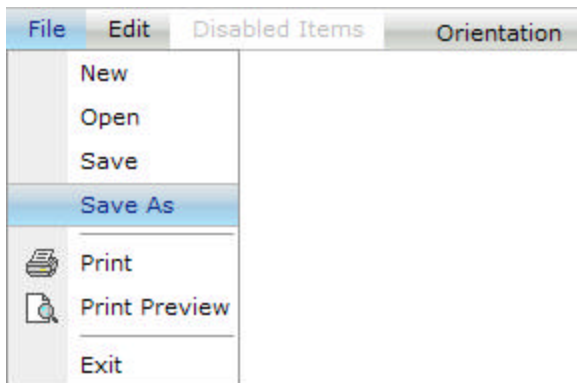 File Edit Disabled Items Orientation
New
Open
Save
Save As
Print
Print Preview
Exit